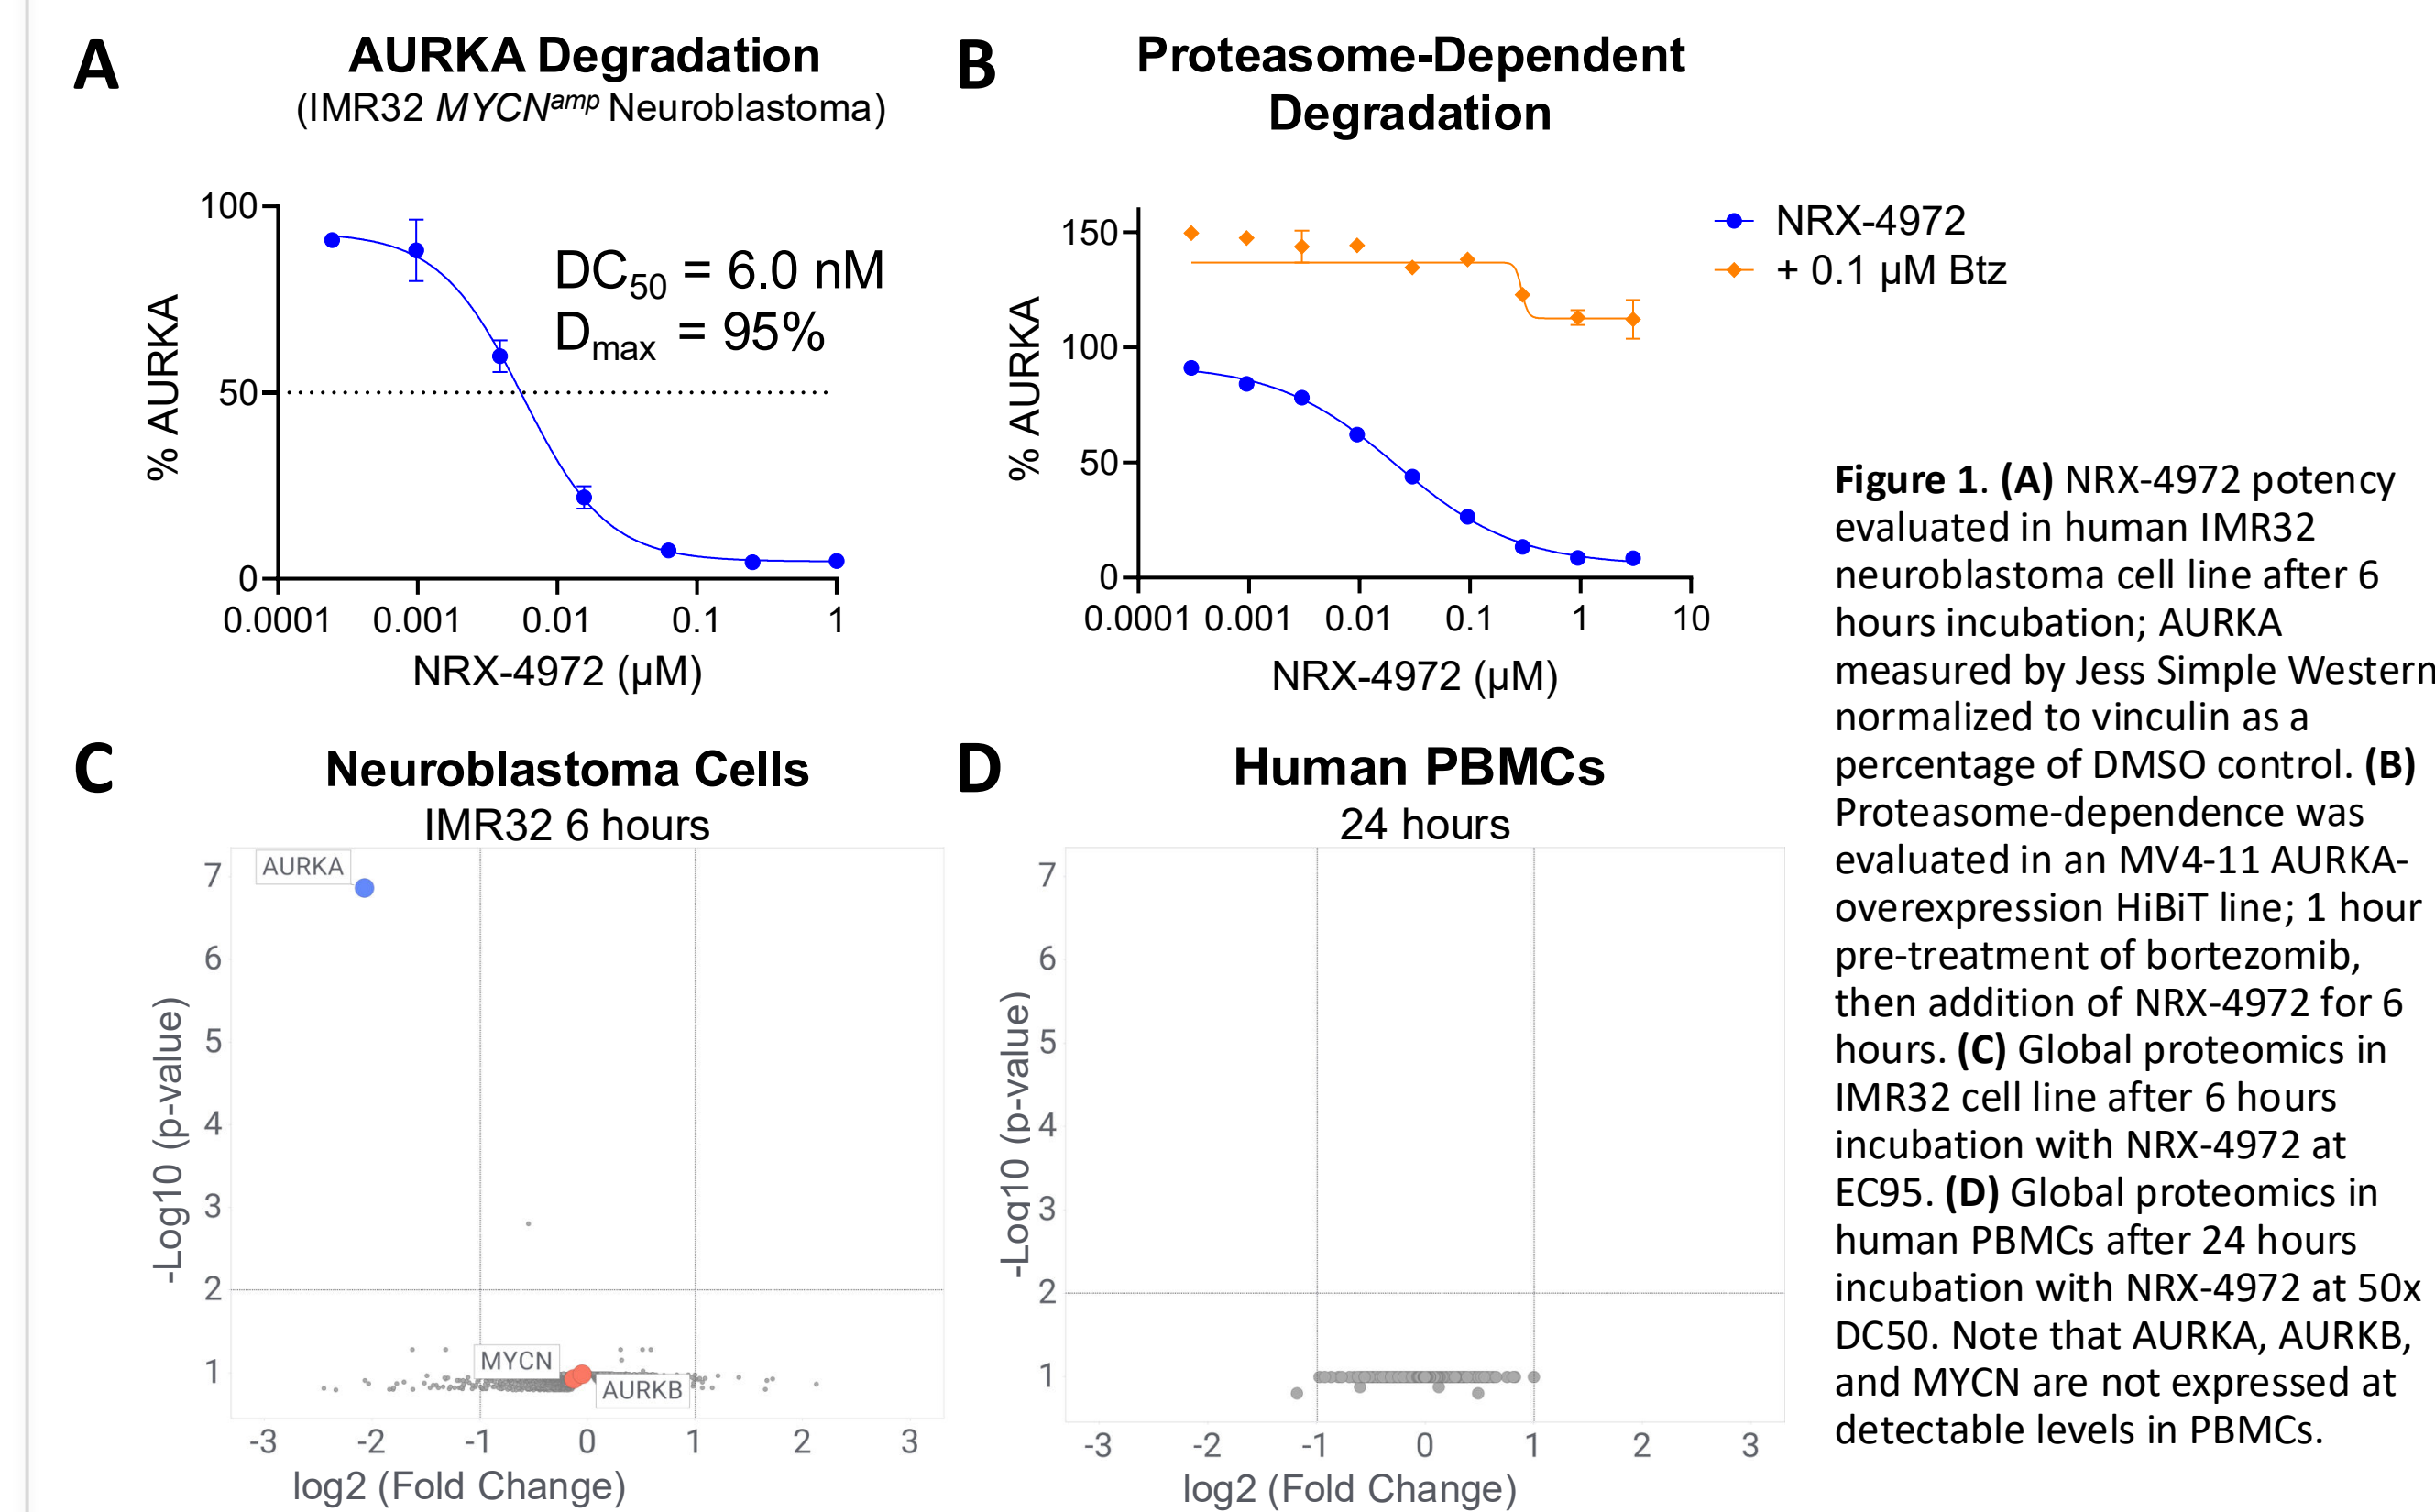 A
AURKA Degradation
(IMR32 MYCNamp Neuroblastoma)
100
50
0
% AURKA
DC50 = 6.0 nM
Dmax = 95%
0.0001 0.001 0.01 0.1 1
NRX-4972 (µM)
B
Proteasome-Dependent
Degradation
150
100
50
0
% AURKA
0.0001 0.001 0.01 0.1 1 10
NRX-4972 (µM)
NRX-4972
+ 0.1 µM Btz
C
Neuroblastoma Cells
IMR32 6 hours
7
6
5
4
3
2
1
-Log10 (p-value)
AURKA
MYCN
AURKB
-3 -2 -1 0 1 2 3
log2 (Fold Change)
D
Human PBMCs
24 hours
7
6
5
4
3
2
1
-Log10 (p-value)
-3 -2 -1 0 1 2 3
log2 (Fold Change)
Figure 1. (A) NRX-4972 potency
evaluated in human IMR32
neuroblastoma cell line after 6
hours incubation; AURKA
measured by Jess Simple Western
normalized to vinculin as a
percentage of DMSO control. (B)
Proteasome-dependence was
evaluated in an MV4-11 AURKA-
overexpression HiBiT line; 1 hour
pre-treatment of bortezomib,
then addition of NRX-4972 for 6
hours. (C) Global proteomics in
IMR32 cell line after 6 hours
incubation with NRX-4972 at
EC95. (D) Global proteomics in
human PBMCs after 24 hours
incubation with NRX-4972 at 50x
DC50. Note that AURKA, AURKB,
and MYCN are not expressed at
detectable levels in PBMCs.